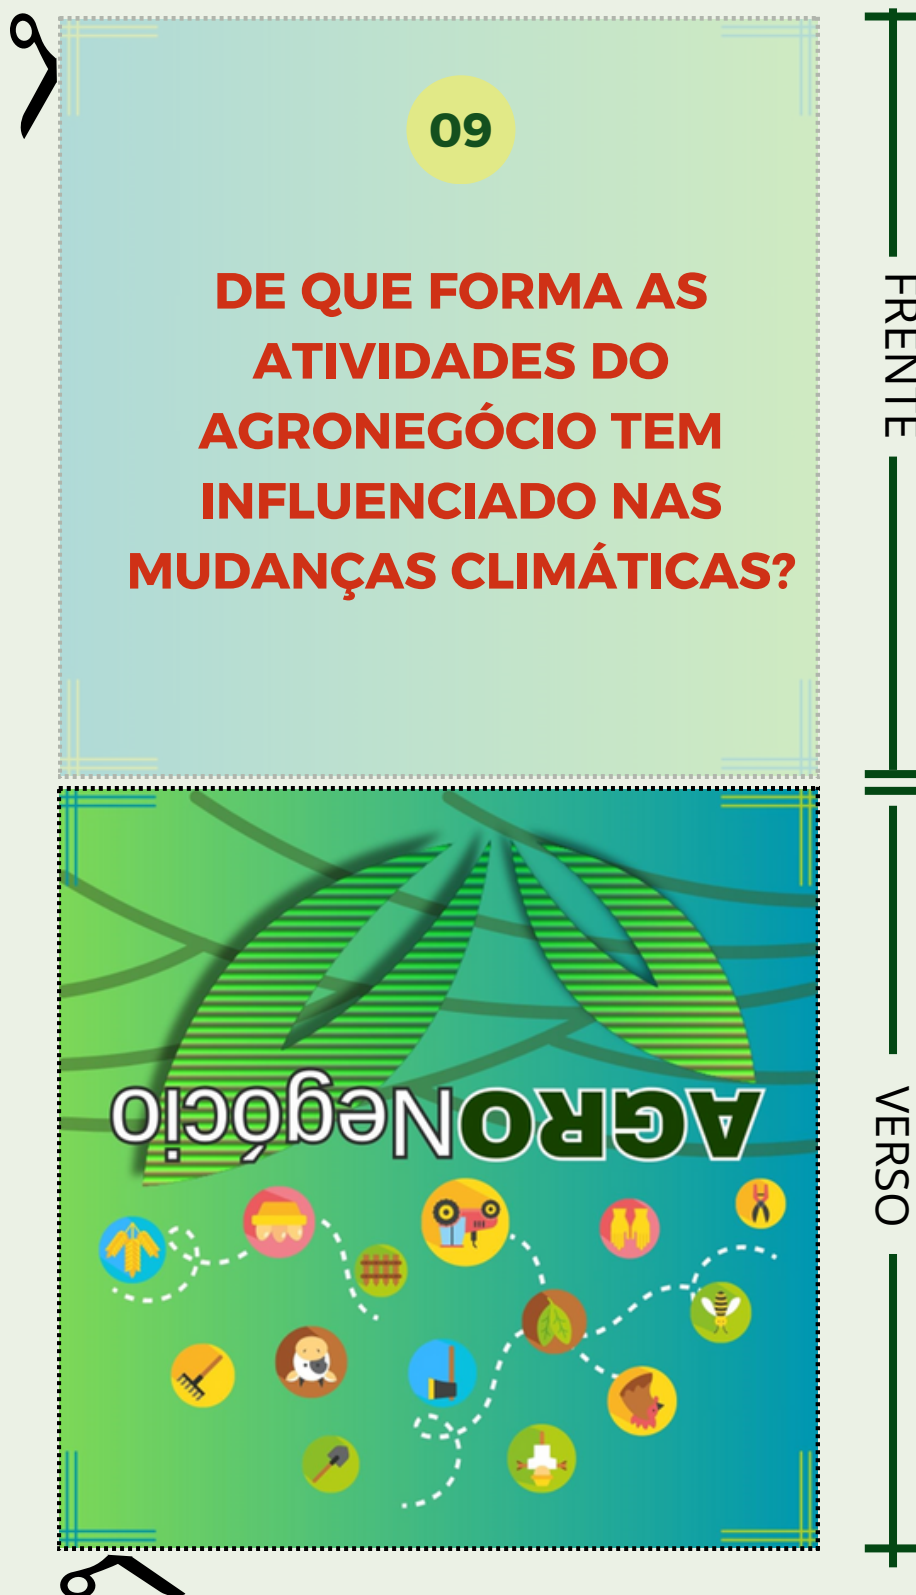 09
DE QUE FORMA AS
ATIVIDADES DO
AGRONEGÓCIO TEM
INFLUENCIADO NAS
MUDANÇAS CLIMÁTICAS?
FRENTE
AGRONegócio
VERSO